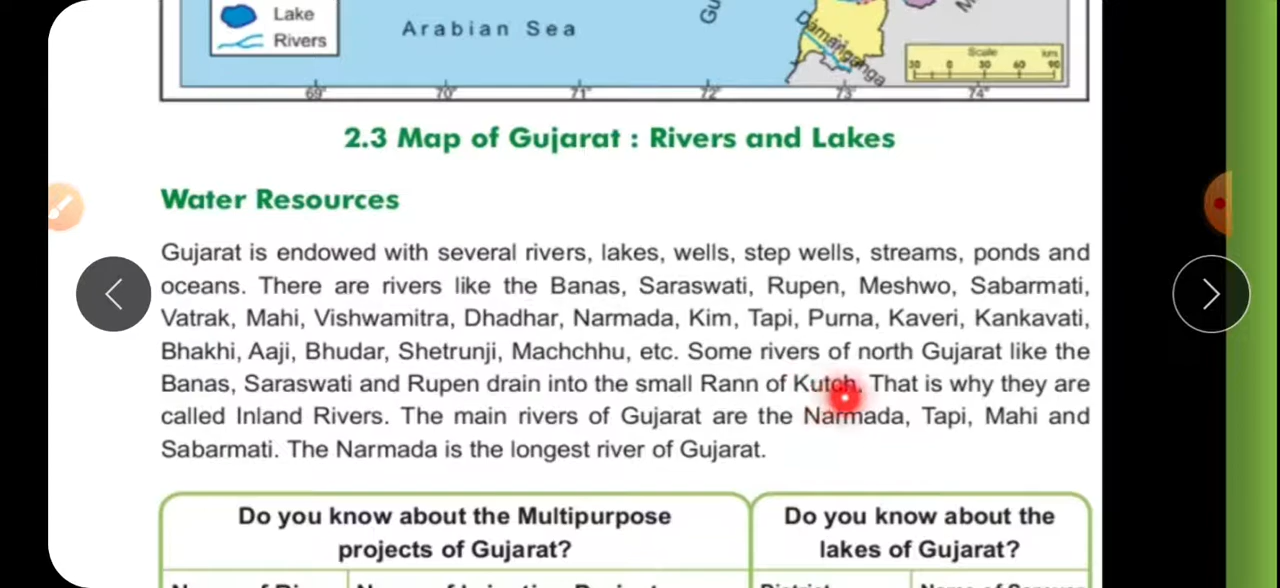 Lake
Rivers
Arabian Sea
Gu
Damanganga
Scale
kms
30 0 30 60 90
69° 70° 71° 72° 73° 74°
2.3 Map of Gujarat : Rivers and Lakes
Water Resources
Gujarat is endowed with several rivers, lakes, wells, step wells, streams, ponds and
oceans. There are rivers like the Banas, Saraswati, Rupen, Meshwo, Sabarmati,
Vatrak, Mahi, Vishwamitra, Dhadhar, Narmada, Kim, Tapi, Purna, Kaveri, Kankavati,
Bhakhi, Aaji, Bhudar, Shetrunji, Machchhu, etc. Some rivers of north Gujarat like the
Banas, Saraswati and Rupen drain into the small Rann of Kutch. That is why they are
called Inland Rivers. The main rivers of Gujarat are the Narmada, Tapi, Mahi and
Sabarmati. The Narmada is the longest river of Gujarat.
Do you know about the Multipurpose
projects of Gujarat?
Do you know about the
lakes of Gujarat?